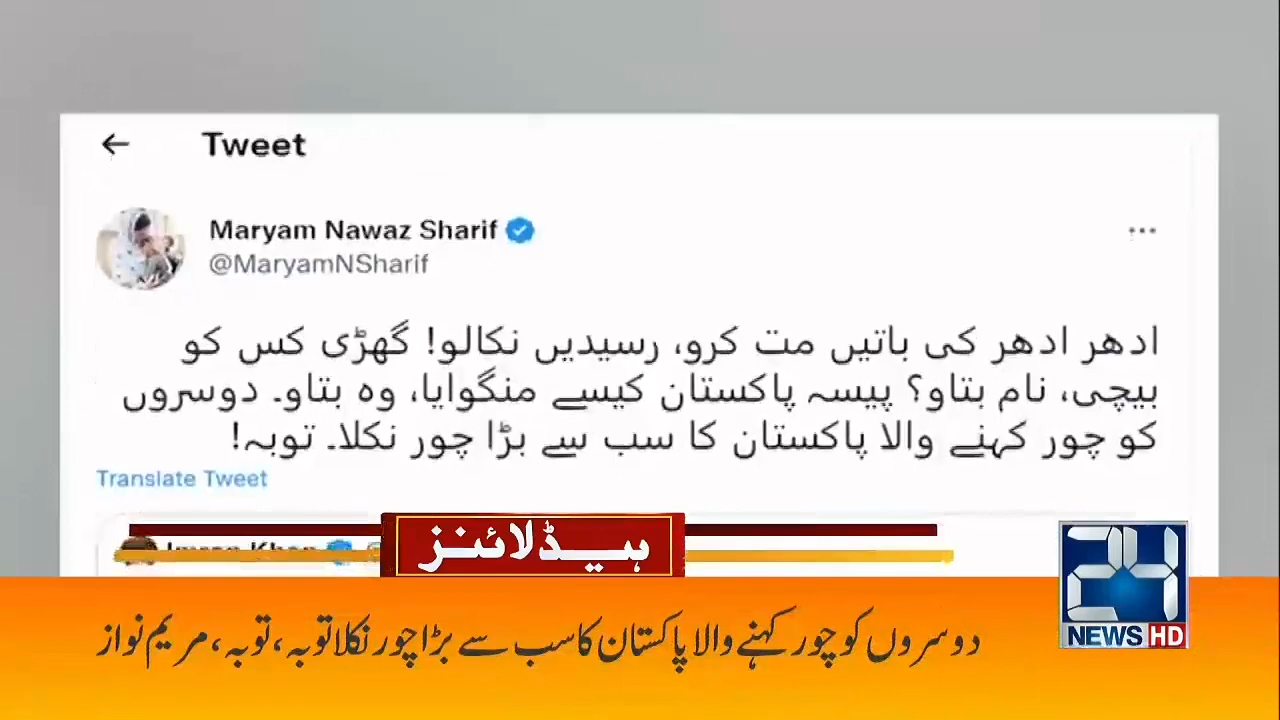 Tweet
Maryam Nawaz Sharif
@MaryamNSharif
ادھر ادھر کی باتیں مت کرو، رسیدیں نکالو! گھڑی کس کو
بیچی، نام بتاو؟ پیسہ پاکستان کیسے منگوایا، وہ بتاو۔ دوسروں
کو چور کہنے والا پاکستان کا سب سے بڑا چور نکلا۔ توبہ!
Translate Tweet
Imran Khan
ہیڈلائنز
24
NEWS HD
دوسروں کو چور کہنے والا پاکستان کا سب سے بڑا چور نکلا توبہ، توبہ، مریم نواز